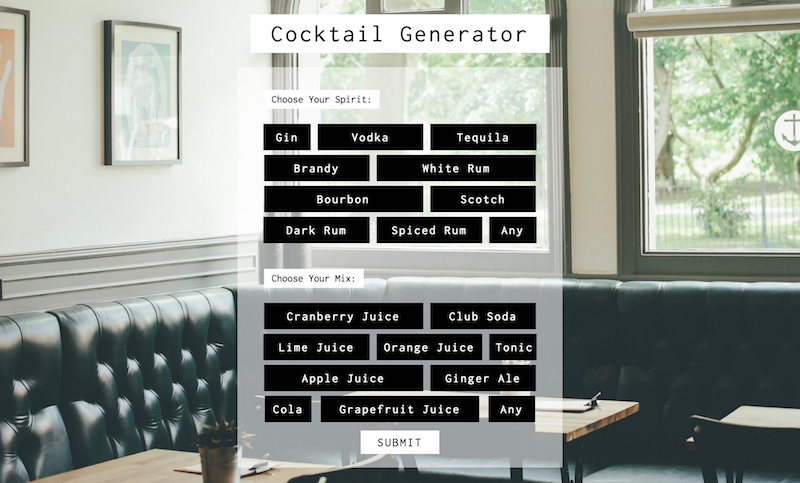 Cocktail Generator
Choose Your Spirit:
Gin Vodka Tequila
Brandy White Rum
Bourbon Scotch
Dark Rum Spiced Rum Any
Choose Your Mix:
Cranberry Juice Club Soda
Lime Juice Orange Juice Tonic
Apple Juice Ginger Ale
Cola Grapefruit Juice Any
SUBMIT